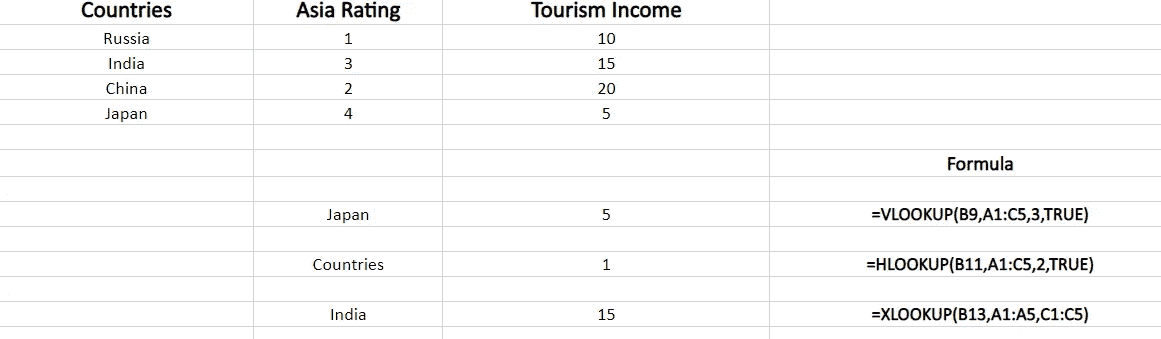 Countries Asia Rating Tourism Income
Russia 1 10
India 3 15
China 2 20
Japan 4 5
Formula
Japan 5 =VLOOKUP(B9,A1:C5,3,TRUE)
Countries 1 =HLOOKUP(B11,A1:C5,2,TRUE)
India 15 =XLOOKUP(B13,A1:A5,C1:C5)